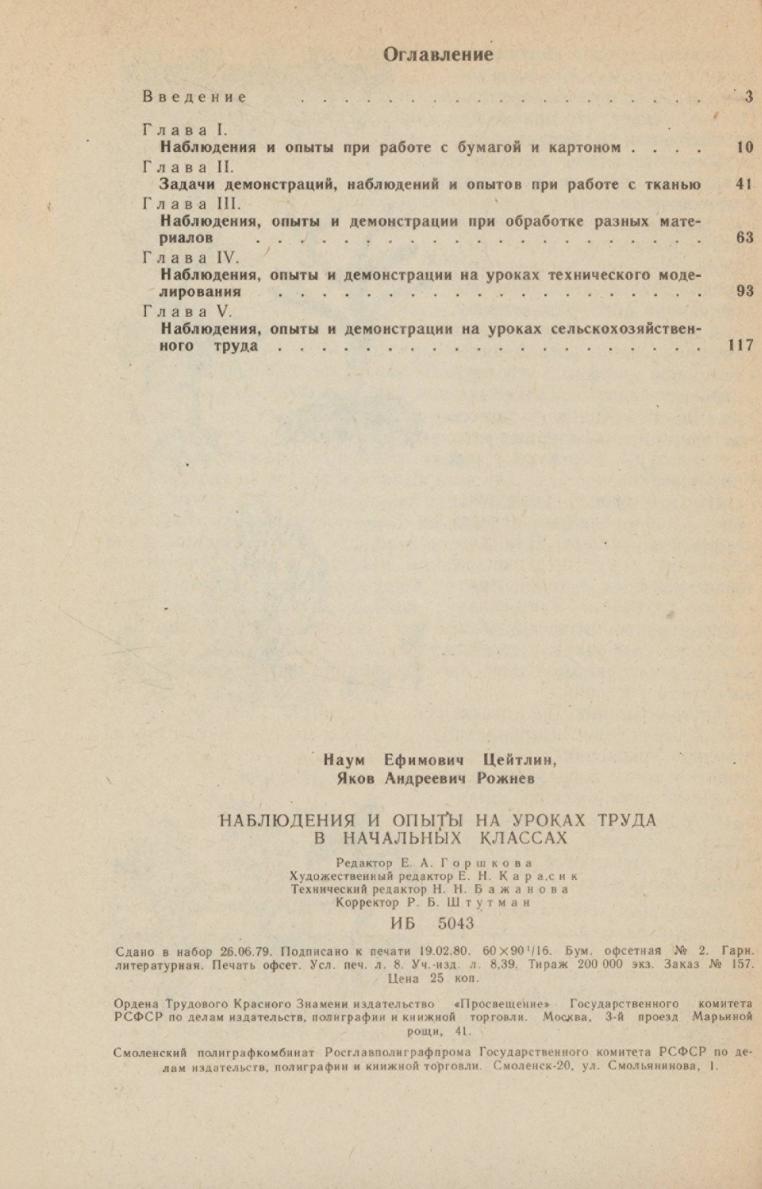 Оглавление
Введение . . . . . . . . . . . . . . . . . . 3
Глава I.
Наблюдения и опыты при работе с бумагой и картоном . . . . 10
Глава II.
Задачи демонстраций, наблюдений и опытов при работе с тканью 41
Глава III.
Наблюдения, опыты и демонстрации при обработке разных мате-
риалов . . . . . . . . . . . . . . . . . . . . . 63
Глава IV.
Наблюдения, опыты и демонстрации на уроках технического моде-
лирования . . . . . . . . . . . . . . . . . . . . 93
Глава V.
Наблюдения, опыты и демонстрации на уроках сельскохозяйствен-
ного труда . . . . . . . . . . . . . . . . . . . . 117
Наум Ефимович Цейтлин,
Яков Андреевич Рожнев
НАБЛЮДЕНИЯ И ОПЫТЫ НА УРОКАХ ТРУДА
В НАЧАЛЬНЫХ КЛАССАХ
Редактор Е. А. Горшкова
Художественный редактор Е. Н. Карасик
Технический редактор Н. Н. Бажанова
Корректор Р. Б. Штутман
ИБ 5043
Сдано в набор 26.06.79. Подписано к печати 19.02.80. 60×90¹/16. Бум. офсетная № 2. Гарн.
литературная. Печать офсет. Усл. печ. л. 8. Уч.-изд. л. 8,39. Тираж 200 000 экз. Заказ № 157.
Цена 25 коп.
Ордена Трудового Красного Знамени издательство «Просвещение» Государственного комитета
РСФСР по делам издательств, полиграфии и книжной торговли. Москва, 3-й проезд Марьиной
рощи, 41.
Смоленский полиграфкомбинат Росглавполиграфпрома Государственного комитета РСФСР по де-
лам издательств, полиграфии и книжной торговли. Смоленск-20, ул. Смольянинова, 1.